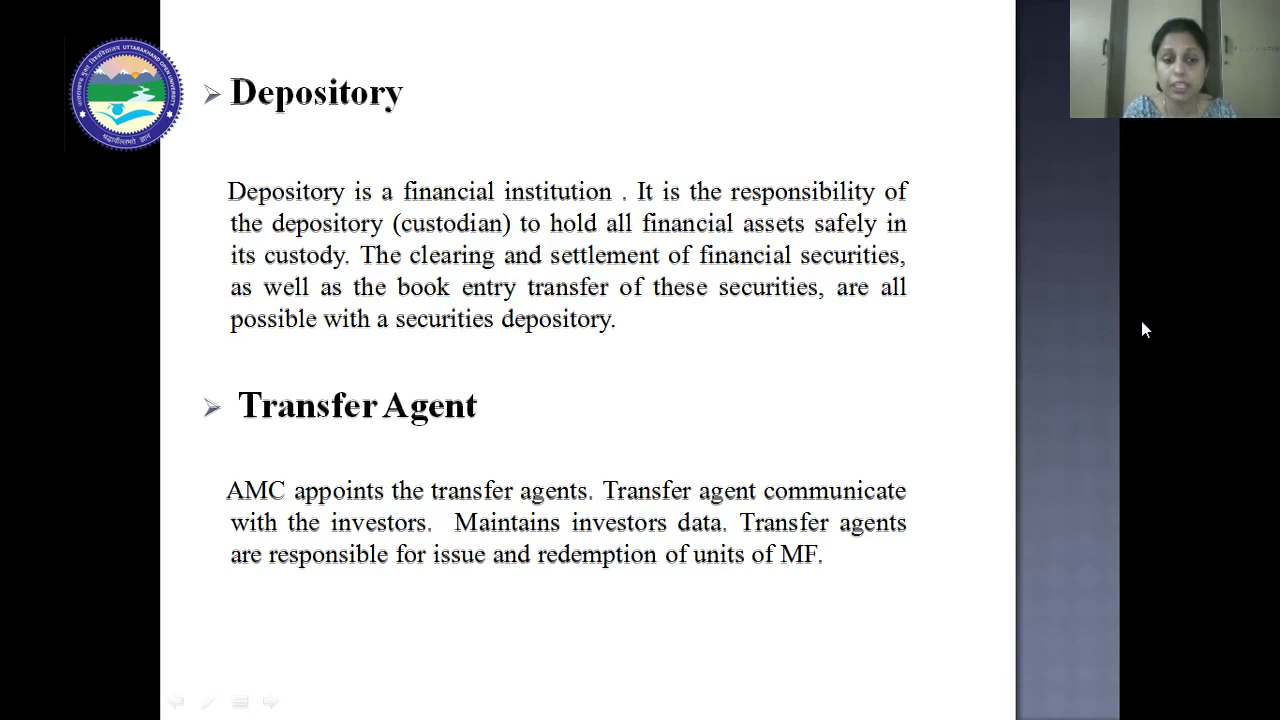 UTTARAKHAND OPEN UNIVERSITY
Depository
Depository is a financial institution . It is the responsibility of
the depository (custodian) to hold all financial assets safely in
its custody. The clearing and settlement of financial securities,
as well as the book entry transfer of these securities, are all
possible with a securities depository.
Transfer Agent
AMC appoints the transfer agents. Transfer agent communicate
with the investors. Maintains investors data. Transfer agents
are responsible for issue and redemption of units of MF.